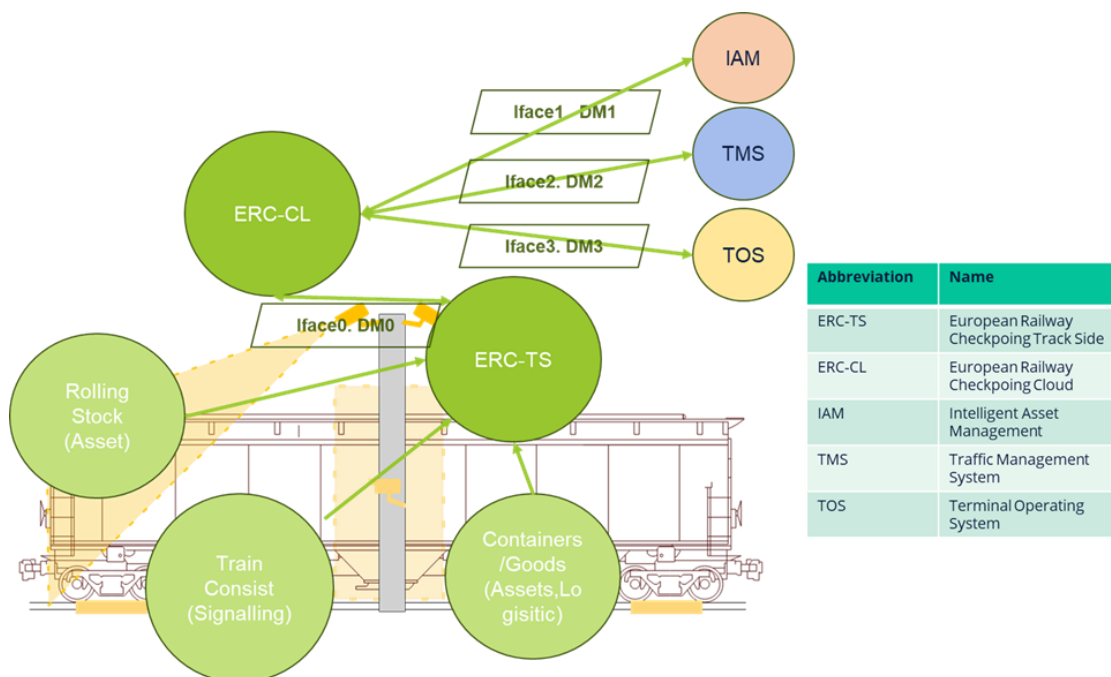 IAM
Iface1. DM1
TMS
Iface2. DM2
ERC-CL
Iface3. DM3
TOS
Iface0. DM0
ERC-TS
Rolling
Stock
(Asset)
Train
Consist
(Signalling)
Containers
/Goods
(Assets,Lo
gisitic)
Abbreviation Name
ERC-TS European Railway
Checkpoing Track Side
ERC-CL European Railway
Checkpoing Cloud
IAM Intelligent Asset
Management
TMS Traffic Management
System
TOS Terminal Operating
System